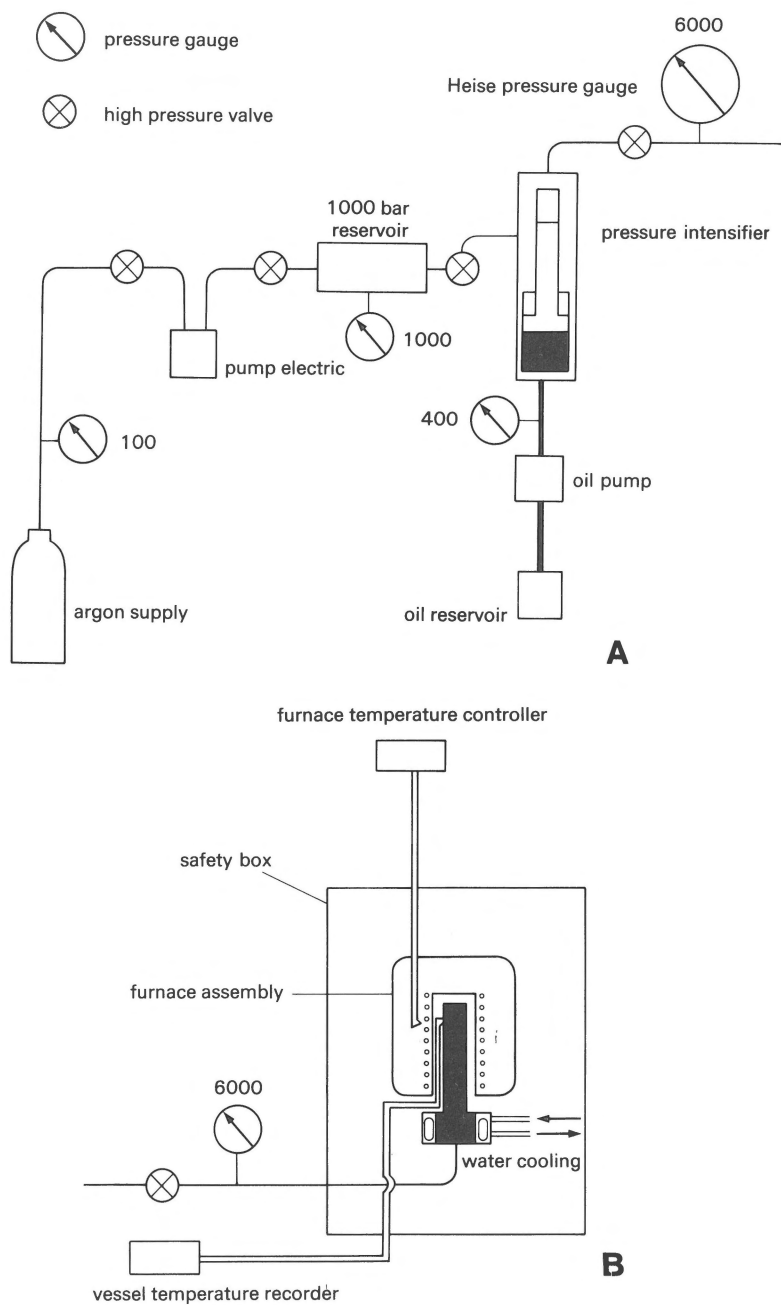 pressure gauge
high pressure valve
6000
Heise pressure gauge
1000 bar
reservoir
pressure intensifier
1000
pump electric
400
100
oil pump
argon supply
oil reservoir
A
furnace temperature controller
safety box
furnace assembly
6000
water cooling
B
vessel temperature recorder